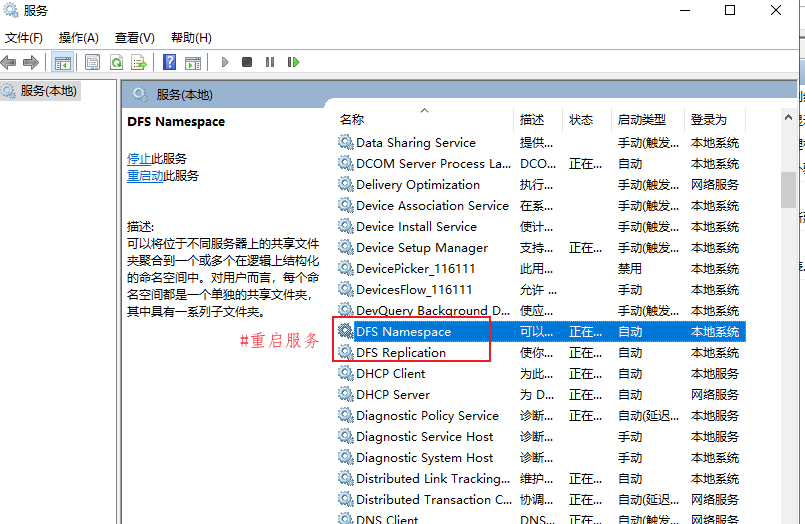 服务
文件(F) 操作(A) 查看(V) 帮助(H)
服务(本地)
服务(本地)
DFS Namespace
停止此服务
重启动此服务
描述:
可以将位于不同服务器上的共享文件
夹聚合到一个或多个在逻辑上结构化
的命名空间中。对用户而言，每个命
名空间都是一个单独的共享文件夹，
其中具有一系列子文件夹。
#重启服务
名称 描述 状态 启动类型 登录为
Data Sharing Service 提供... 手动(触发... 本地系统
DCOM Server Process La... DCO... 正在... 自动 本地系统
Delivery Optimization 执行... 手动(触发... 网络服务
Device Association Service 在系... 手动(触发... 本地系统
Device Install Service 使计... 手动(触发... 本地系统
Device Setup Manager 支持... 正在... 手动(触发... 本地系统
DevicePicker_116111 此用... 禁用 本地系统
DevicesFlow_116111 允许 ... 手动 本地系统
DevQuery Background D... 使应... 手动(触发... 本地系统
DFS Namespace 可以... 正在... 自动 本地系统
DFS Replication 使你... 正在... 自动 本地系统
DHCP Client 为此... 正在... 自动 本地服务
DHCP Server 为 D... 正在... 自动 网络服务
Diagnostic Policy Service 诊断... 正在... 自动(延迟... 本地服务
Diagnostic Service Host 诊断... 手动 本地服务
Diagnostic System Host 诊断... 手动 本地系统
Distributed Link Tracking... 维护... 正在... 自动 本地系统
Distributed Transaction C... 协调... 正在... 自动(延迟... 网络服务
DNS Client DNS... 正在... 自动(触发... 网络服务